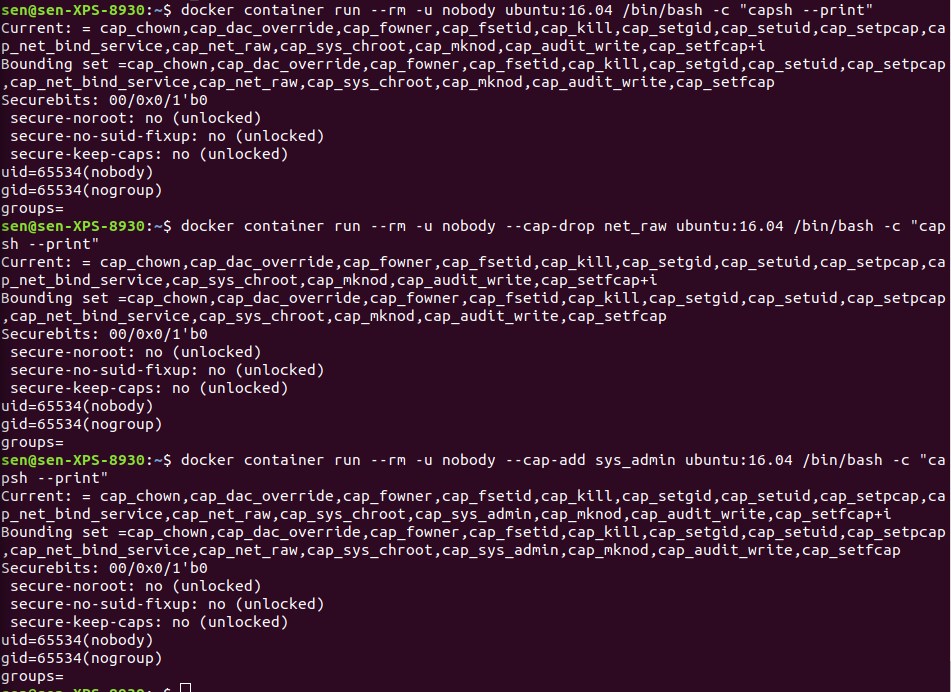 sen@sen-XPS-8930:~$ docker container run --rm -u nobody ubuntu:16.04 /bin/bash -c "capsh --print"
Current: = cap_chown,cap_dac_override,cap_fowner,cap_fsetid,cap_kill,cap_setgid,cap_setuid,cap_setpcap,ca
p_net_bind_service,cap_net_raw,cap_sys_chroot,cap_mknod,cap_audit_write,cap_setfcap+i
Bounding set =cap_chown,cap_dac_override,cap_fowner,cap_fsetid,cap_kill,cap_setgid,cap_setuid,cap_setpcap
,cap_net_bind_service,cap_net_raw,cap_sys_chroot,cap_mknod,cap_audit_write,cap_setfcap
Securebits: 00/0x0/1'b0
 secure-noroot: no (unlocked)
 secure-no-suid-fixup: no (unlocked)
 secure-keep-caps: no (unlocked)
uid=65534(nobody)
gid=65534(nogroup)
groups=
sen@sen-XPS-8930:~$ docker container run --rm -u nobody --cap-drop net_raw ubuntu:16.04 /bin/bash -c "cap
sh --print"
Current: = cap_chown,cap_dac_override,cap_fowner,cap_fsetid,cap_kill,cap_setgid,cap_setuid,cap_setpcap,ca
p_net_bind_service,cap_sys_chroot,cap_mknod,cap_audit_write,cap_setfcap+i
Bounding set =cap_chown,cap_dac_override,cap_fowner,cap_fsetid,cap_kill,cap_setgid,cap_setuid,cap_setpcap
,cap_net_bind_service,cap_sys_chroot,cap_mknod,cap_audit_write,cap_setfcap
Securebits: 00/0x0/1'b0
 secure-noroot: no (unlocked)
 secure-no-suid-fixup: no (unlocked)
 secure-keep-caps: no (unlocked)
uid=65534(nobody)
gid=65534(nogroup)
groups=
sen@sen-XPS-8930:~$ docker container run --rm -u nobody --cap-add sys_admin ubuntu:16.04 /bin/bash -c "ca
psh --print"
Current: = cap_chown,cap_dac_override,cap_fowner,cap_fsetid,cap_kill,cap_setgid,cap_setuid,cap_setpcap,ca
p_net_bind_service,cap_net_raw,cap_sys_chroot,cap_sys_admin,cap_mknod,cap_audit_write,cap_setfcap+i
Bounding set =cap_chown,cap_dac_override,cap_fowner,cap_fsetid,cap_kill,cap_setgid,cap_setuid,cap_setpcap
,cap_net_bind_service,cap_net_raw,cap_sys_chroot,cap_sys_admin,cap_mknod,cap_audit_write,cap_setfcap
Securebits: 00/0x0/1'b0
 secure-noroot: no (unlocked)
 secure-no-suid-fixup: no (unlocked)
 secure-keep-caps: no (unlocked)
uid=65534(nobody)
gid=65534(nogroup)
groups=